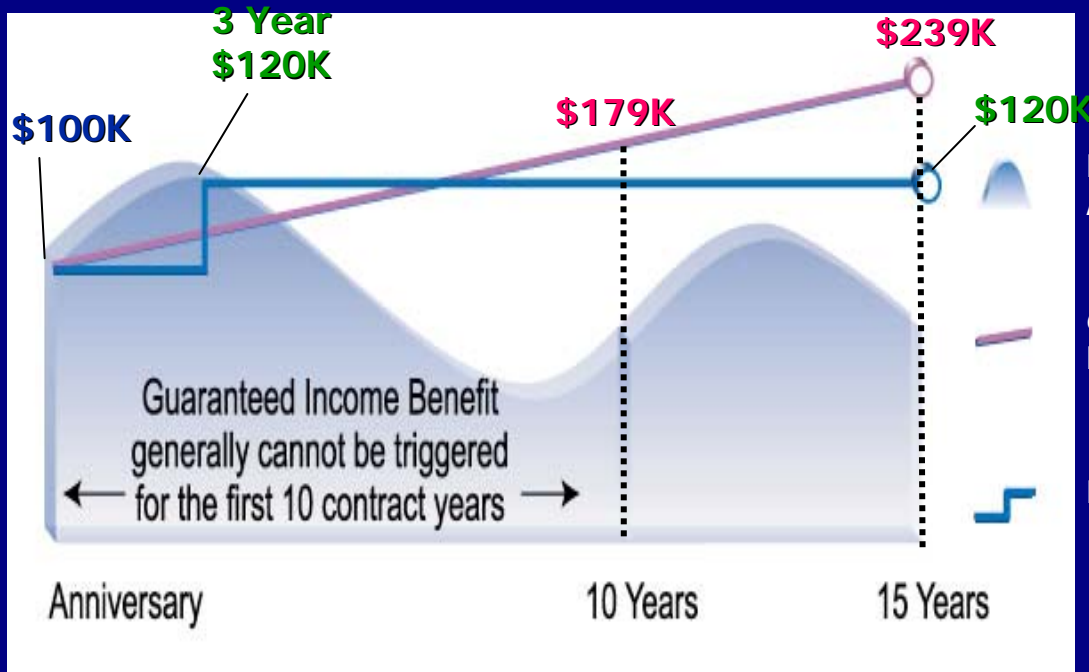 3 Year
$120K
$239K
$179K
$120K
$100K
Guaranteed Income Benefit
generally cannot be triggered
for the first 10 contract years
Anniversary
10 Years
15 Years